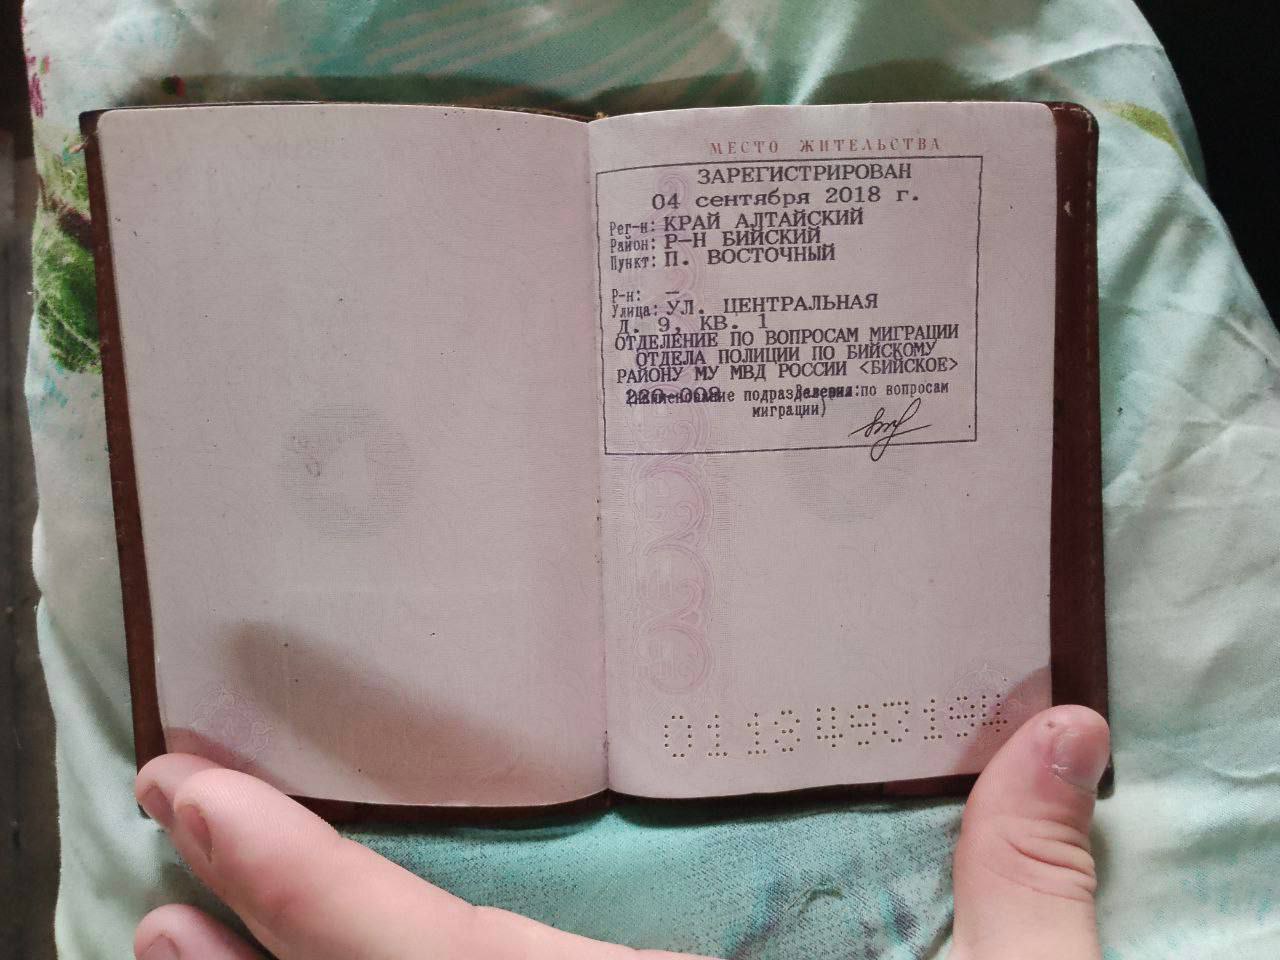 МЕСТО ЖИТЕЛЬСТВА
ЗАРЕГИСТРИРОВАН
04 сентября 2018 г.
Рег-н: КРАЙ АЛТАЙСКИЙ
Район: Р-Н БИЙСКИЙ
Пункт: П. ВОСТОЧНЫЙ
Р-н: –
Улица: УЛ. ЦЕНТРАЛЬНАЯ
Д. 9, КВ. 1
ОТДЕЛЕНИЕ ПО ВОПРОСАМ МИГРАЦИИ
ОТДЕЛА ПОЛИЦИИ ПО БИЙСКОМУ
РАЙОНУ МУ МВД РОССИИ <БИЙСКОЕ>
220-008
(наименование подразделения по вопросам
миграции)